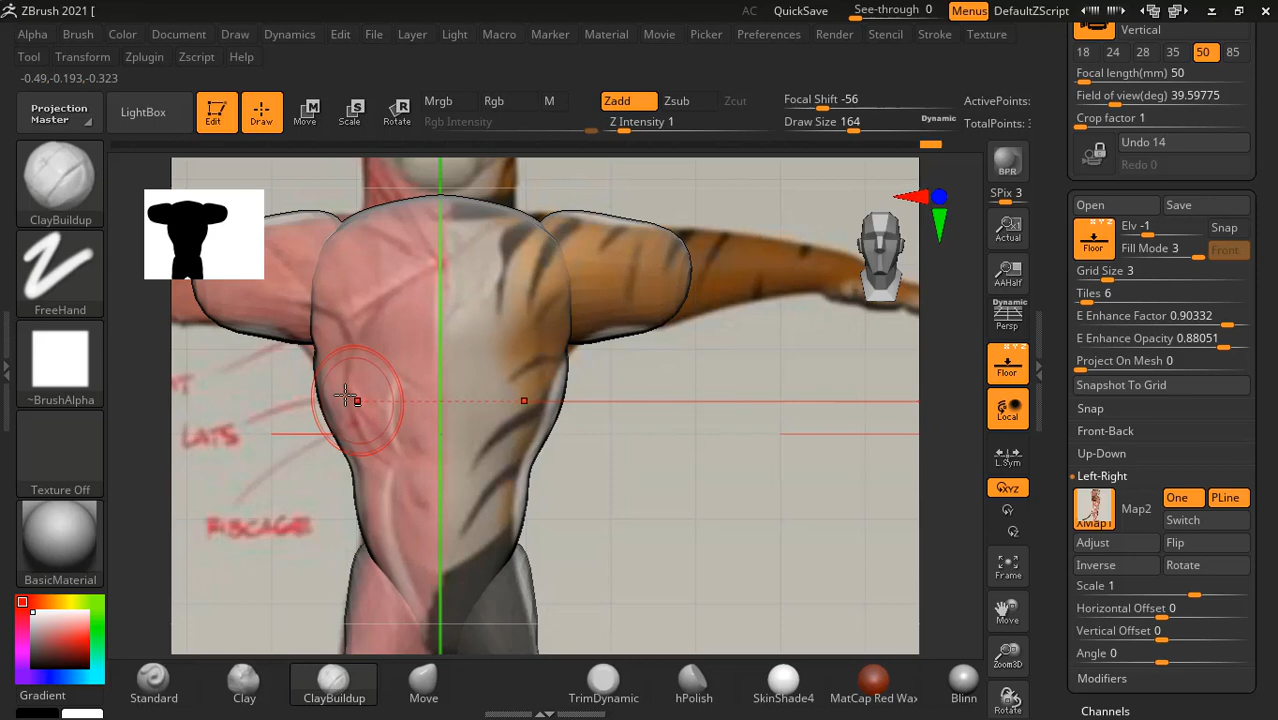 ZBrush 2021 [
AC
QuickSave
See-through 0
Menus
DefaultZScript
Alpha
Brush
Color
Document
Draw
Dynamics
Edit
File
Layer
Light
Macro
Marker
Material
Movie
Picker
Preferences
Render
Stencil
Stroke
Texture
Tool
Transform
Zplugin
Zscript
Help
-0.49,-0.193,-0.323
Projection
Master
LightBox
Edit
Draw
Move
Scale
Rotate
Mrgb
Rgb
M
Rgb Intensity
Zadd
Zsub
Zcut
Z Intensity 1
Focal Shift -56
Draw Size 164
Dynamic
ActivePoints:
TotalPoints: 3
ClayBuildup
FreeHand
~BrushAlpha
Texture Off
BasicMaterial
Gradient
LATS
RIBCAGE
BPR
SPix 3
Actual
AAHalf
Dynamic
Persp
X Y Z
Floor
Local
L.Sym
XYZ
Y
Z
Frame
Move
Zoom3D
Rotate
Vertical
18
24
28
35
50
85
Focal length(mm) 50
Field of view(deg) 39.59775
Crop factor 1
Undo 14
Redo 0
Open
Save
X Y Z
Floor
Elv -1
Snap
Fill Mode 3
Front
Grid Size 3
Tiles 6
E Enhance Factor 0.90332
E Enhance Opacity 0.88051
Project On Mesh 0
Snapshot To Grid
Snap
Front-Back
Up-Down
Left-Right
XMap1
Map2
One
PLine
Switch
Adjust
Flip
Inverse
Rotate
Scale 1
Horizontal Offset 0
Vertical Offset 0
Angle 0
Modifiers
Channels
Standard
Clay
ClayBuildup
Move
TrimDynamic
hPolish
SkinShade4
MatCap Red Wax
Blinn